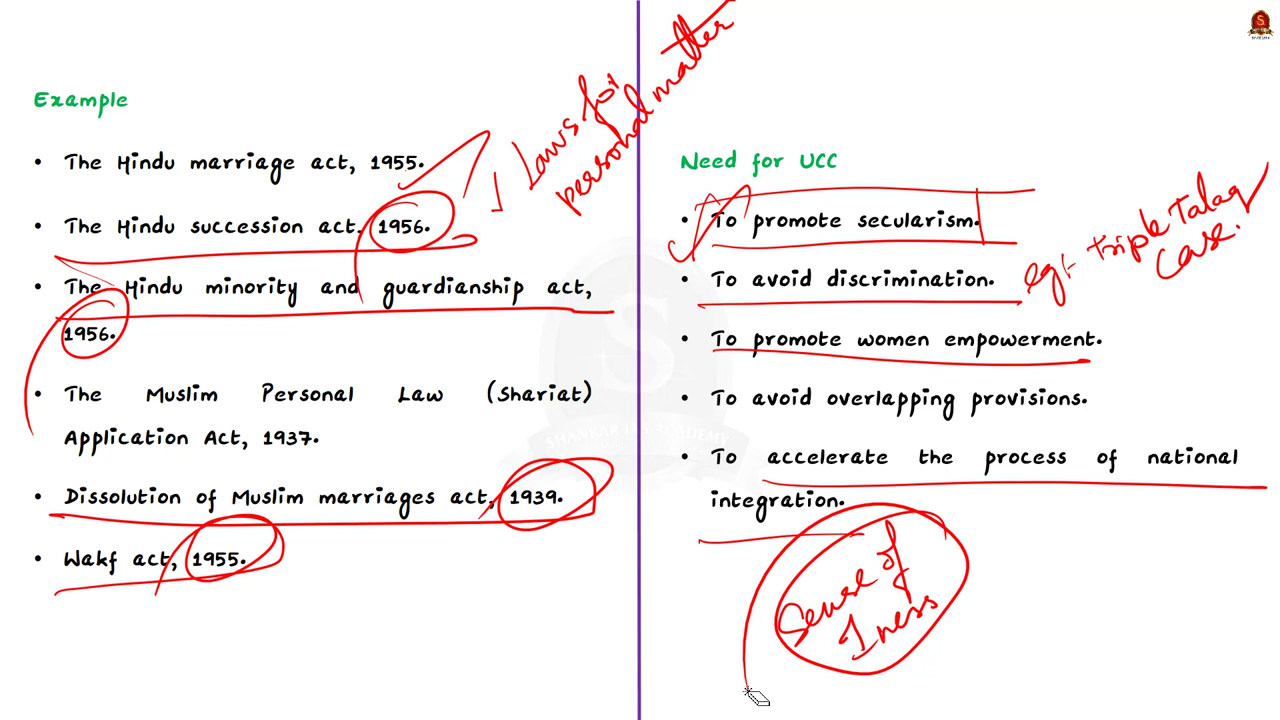 Example
• The Hindu marriage act, 1955.
• The Hindu succession act, 1956.
• The Hindu minority and guardianship act,
1956.
• The Muslim Personal Law (Shariat)
Application Act, 1937.
• Dissolution of Muslim marriages act, 1939.
• Wakf act, 1955.
Laws for
personal matter
Need for UCC
• To promote secularism.
• To avoid discrimination.
eg:- triple Talaq
case.
• To promote women empowerment.
• To avoid overlapping provisions.
• To accelerate the process of national
integration.
Sense of
1ness
SHANKAR IAS ACADEMY